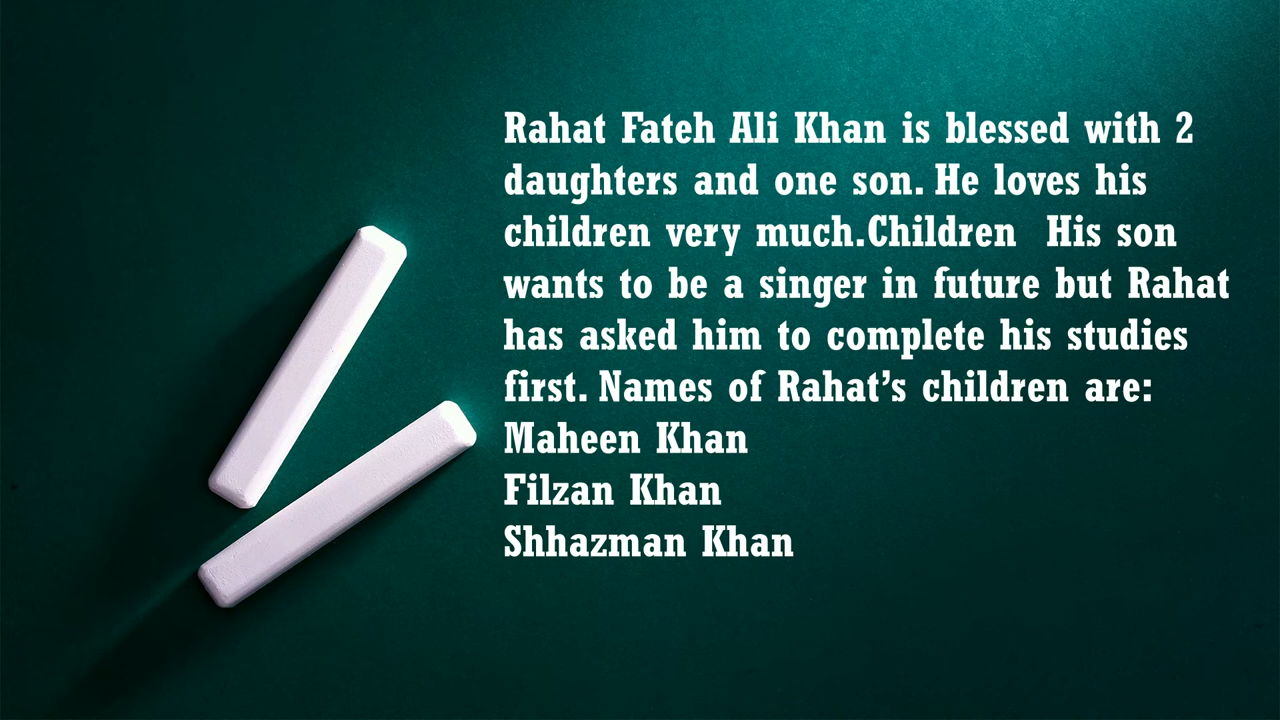 Rahat Fateh Ali Khan is blessed with 2
daughters and one son. He loves his
children very much.Children  His son
wants to be a singer in future but Rahat
has asked him to complete his studies
first. Names of Rahat’s children are:
Maheen Khan
Filzan Khan
Shhazman Khan